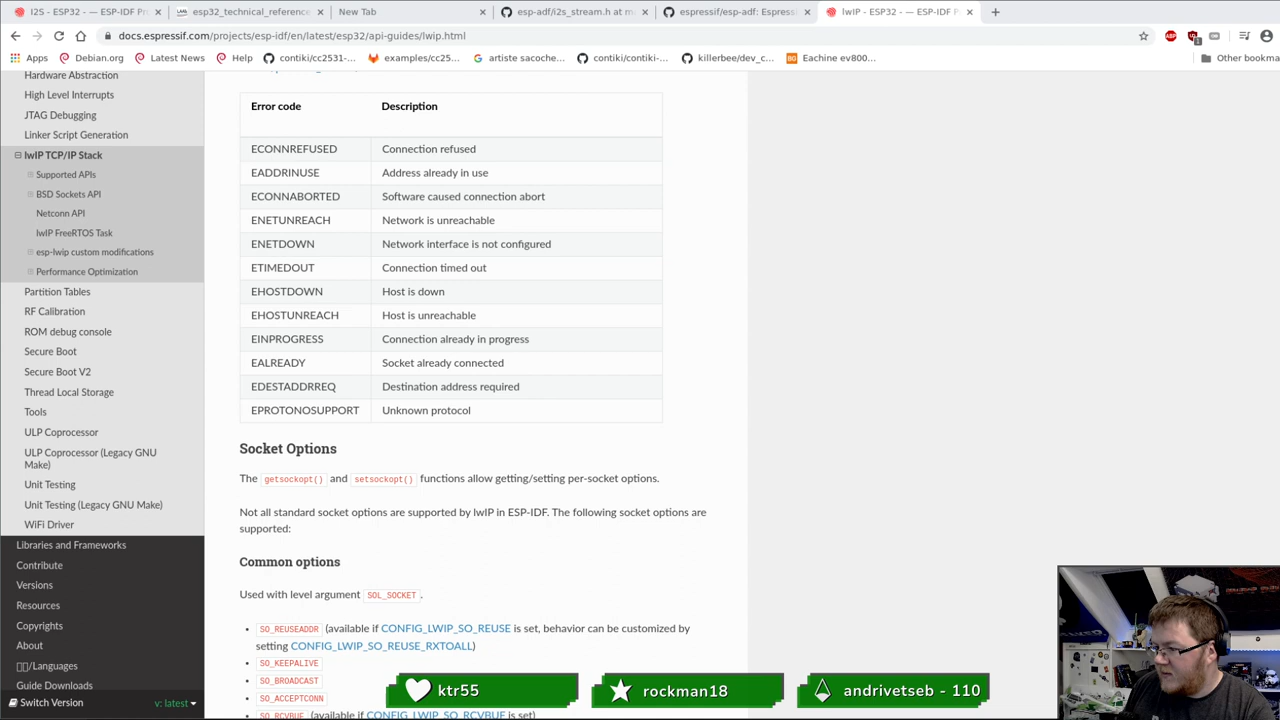 I2S - ESP32 - — ESP-IDF P
esp32_technical_reference
New Tab
esp-adf/i2s_stream.h at m
espressif/esp-adf: Espress
lwIP - ESP32 - — ESP-IDF P
docs.espressif.com/projects/esp-idf/en/latest/esp32/api-guides/lwip.html
Apps
Debian.org
Latest News
Help
contiki/cc2531-...
examples/cc25...
artiste sacoche...
contiki/contiki-...
killerbee/dev_c...
Eachine ev800...
Other bookma
Hardware Abstraction
High Level Interrupts
JTAG Debugging
Linker Script Generation
lwIP TCP/IP Stack
Supported APIs
BSD Sockets API
Netconn API
lwIP FreeRTOS Task
esp-lwip custom modifications
Performance Optimization
Partition Tables
RF Calibration
ROM debug console
Secure Boot
Secure Boot V2
Thread Local Storage
Tools
ULP Coprocessor
ULP Coprocessor (Legacy GNU
Make)
Unit Testing
Unit Testing (Legacy GNU Make)
WiFi Driver
Libraries and Frameworks
Contribute
Versions
Resources
Copyrights
About
/Languages
Guide Downloads
Switch Version
v: latest
Error code Description
ECONNREFUSED Connection refused
EADDRINUSE Address already in use
ECONNABORTED Software caused connection abort
ENETUNREACH Network is unreachable
ENETDOWN Network interface is not configured
ETIMEDOUT Connection timed out
EHOSTDOWN Host is down
EHOSTUNREACH Host is unreachable
EINPROGRESS Connection already in progress
EALREADY Socket already connected
EDESTADDRREQ Destination address required
EPROTONOSUPPORT Unknown protocol
Socket Options
The getsockopt() and setsockopt() functions allow getting/setting per-socket options.
Not all standard socket options are supported by lwIP in ESP-IDF. The following socket options are
supported:
Common options
Used with level argument SOL_SOCKET.
• SO_REUSEADDR (available if CONFIG_LWIP_SO_REUSE is set, behavior can be customized by
setting CONFIG_LWIP_SO_REUSE_RXTOALL)
• SO_KEEPALIVE
• SO_BROADCAST
• SO_ACCEPTCONN
• SO_RCVBUF (available if CONFIG_LWIP_SO_RCVBUF is set)
ktr55
rockman18
andrivetseb - 110